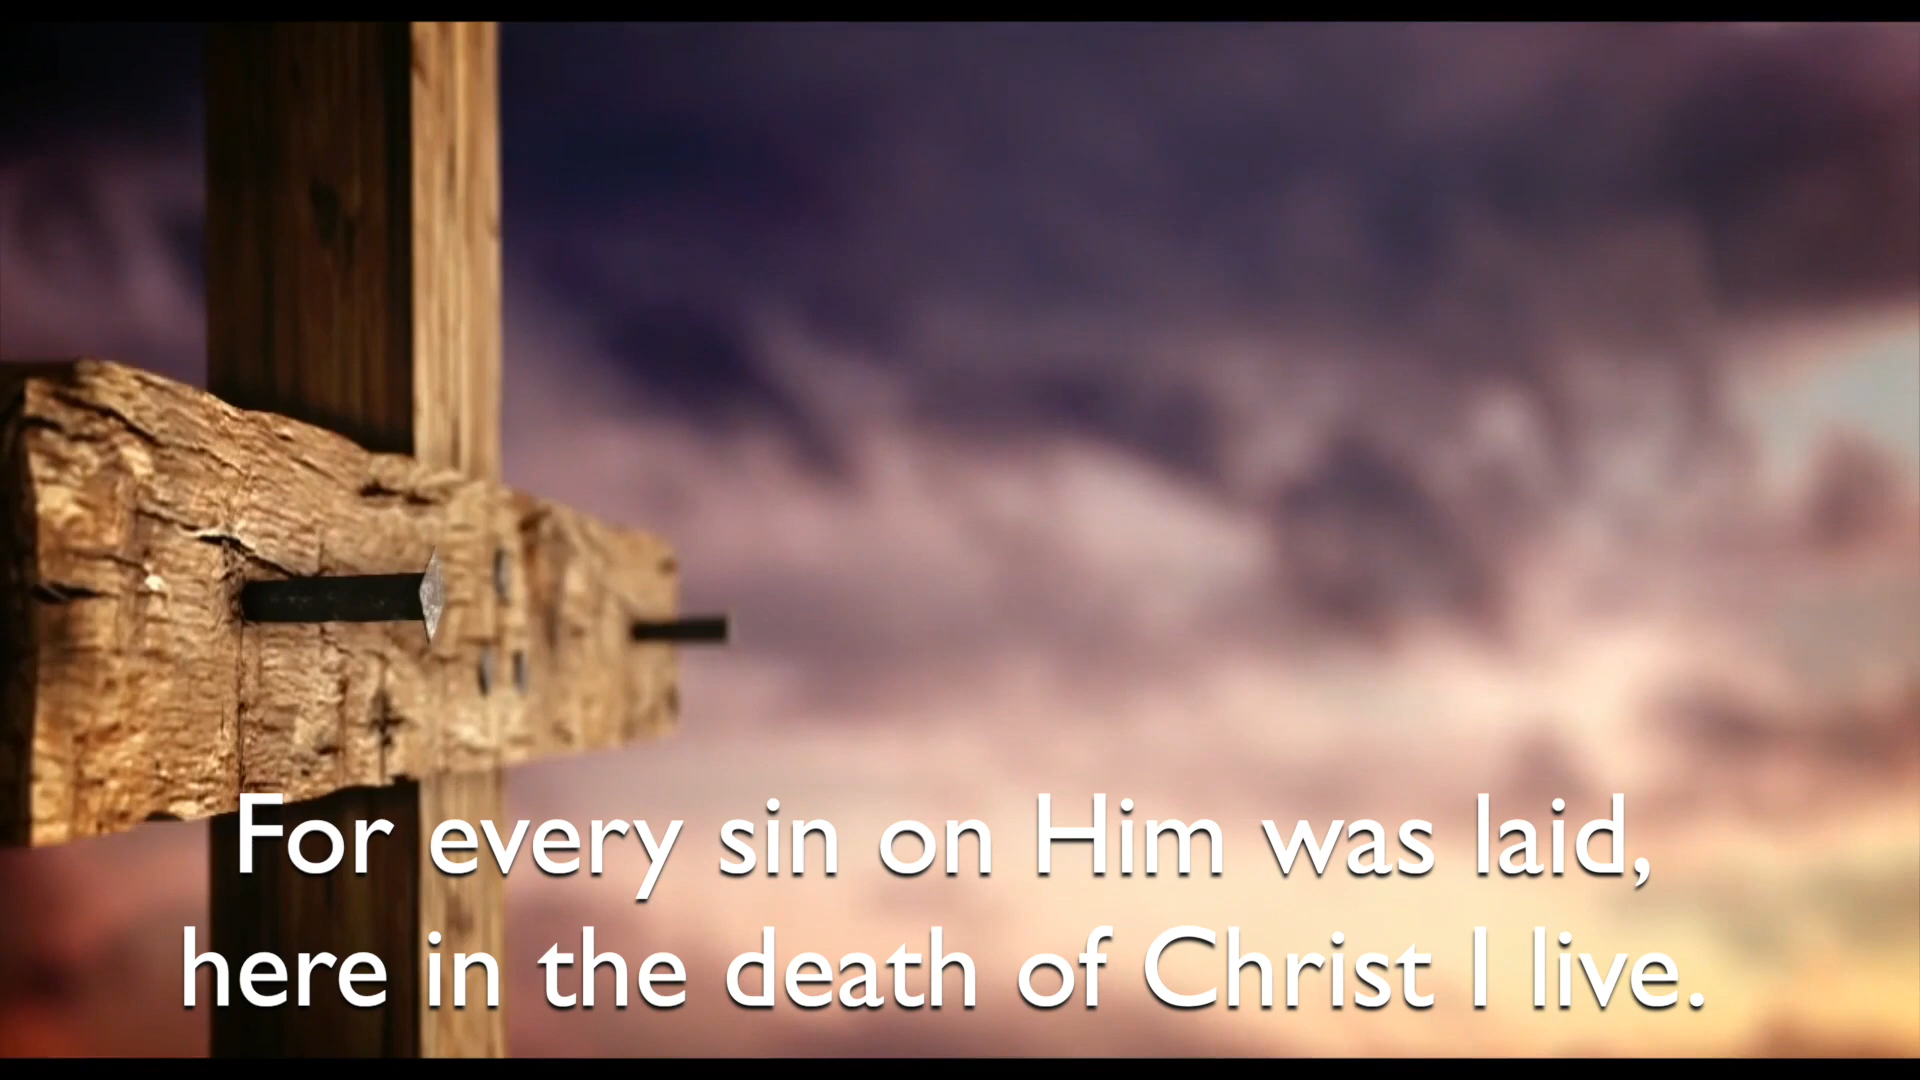 For every sin on Him was laid,
here in the death of Christ I live.